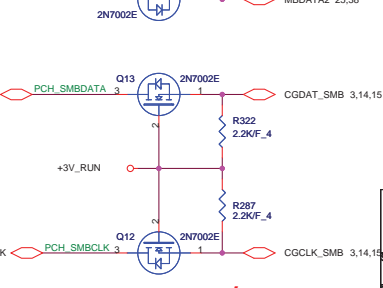 MBDATA2 25,38
2N7002E
Q13 2N7002E
PCH_SMBDATA 3 1 CGDAT_SMB 3,14,15
2
R322
2.2K/F_4
+3V_RUN
R287
2.2K/F_4
2
Q12 2N7002E
K PCH_SMBCLK 3 1 CGCLK_SMB 3,14,15